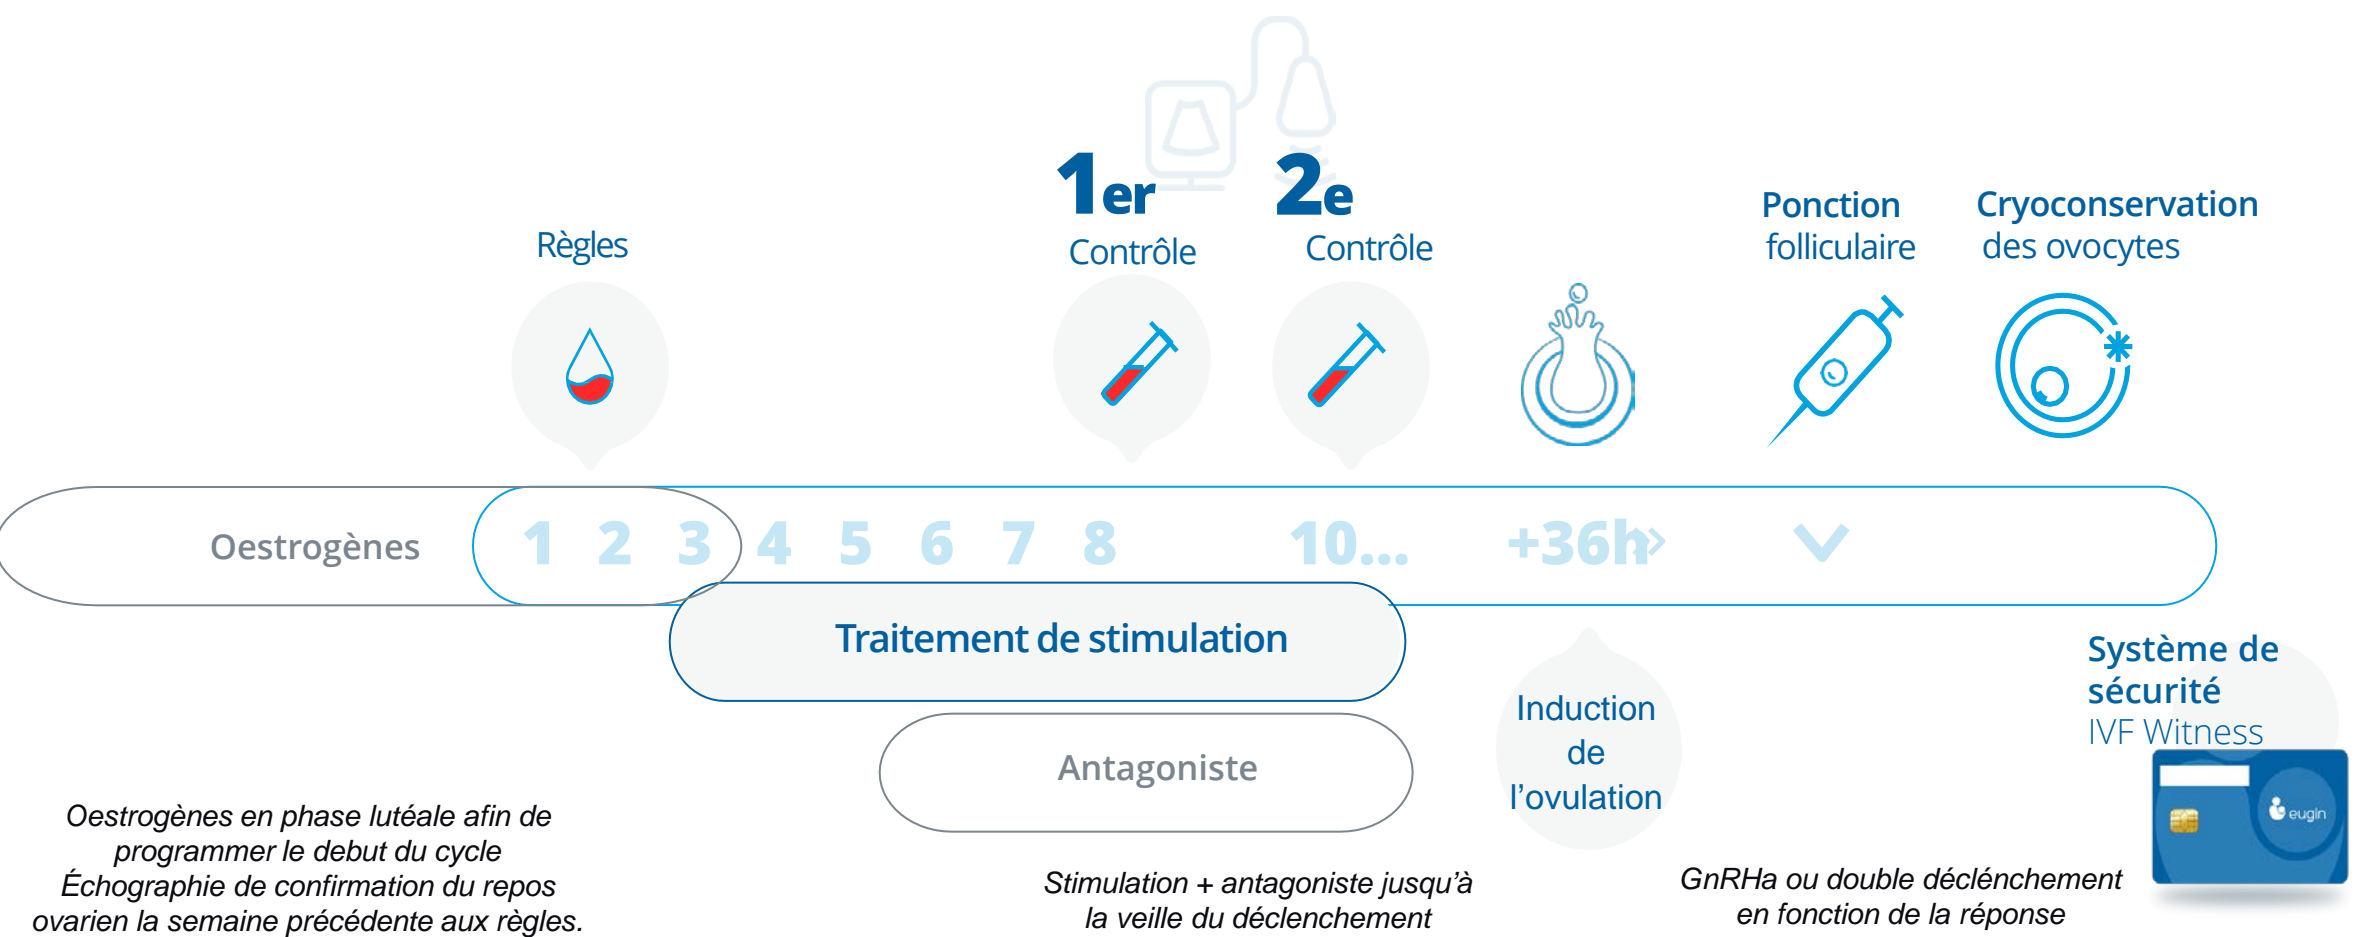 1er
2e
Ponction
folliculaire
Cryoconservation
des ovocytes
Règles
Contrôle
Contrôle
Oestrogènes
1 2 3 4 5 6 7 8 10... +36h
Traitement de stimulation
Antagoniste
Induction
de
l'ovulation
Système de
sécurité
IVF Witness
eugin
Oestrogènes en phase lutéale afin de
programmer le debut du cycle
Échographie de confirmation du repos
ovarien la semaine précédente aux règles.
Stimulation + antagoniste jusqu'à
la veille du déclenchement
GnRHa ou double déclénchement
en fonction de la réponse